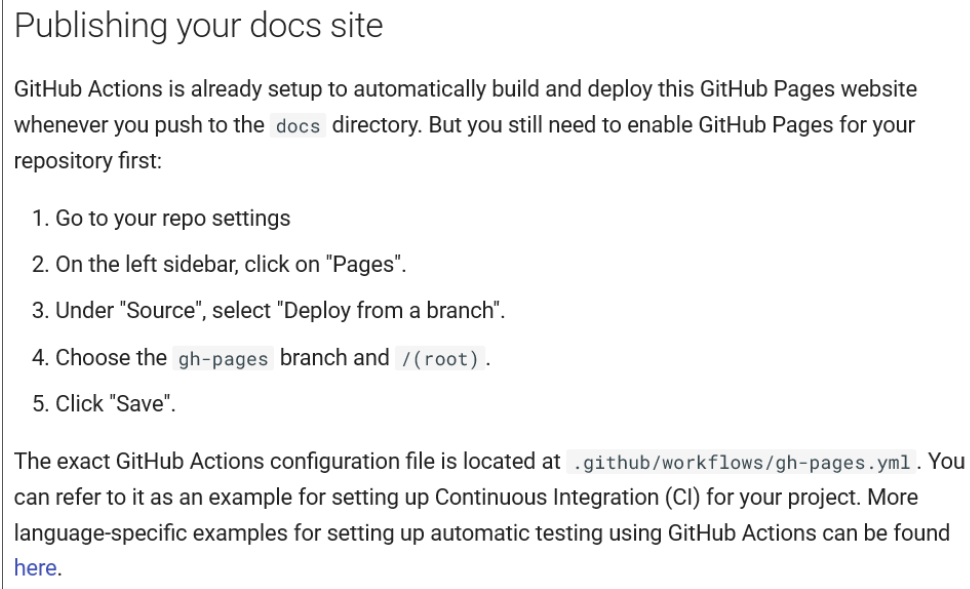 Publishing your docs site
GitHub Actions is already setup to automatically build and deploy this GitHub Pages website
whenever you push to the docs directory. But you still need to enable GitHub Pages for your
repository first:
1. Go to your repo settings
2. On the left sidebar, click on "Pages".
3. Under "Source", select "Deploy from a branch".
4. Choose the gh-pages branch and /(root).
5. Click "Save".
The exact GitHub Actions configuration file is located at .github/workflows/gh-pages.yml. You
can refer to it as an example for setting up Continuous Integration (CI) for your project. More
language-specific examples for setting up automatic testing using GitHub Actions can be found
here.